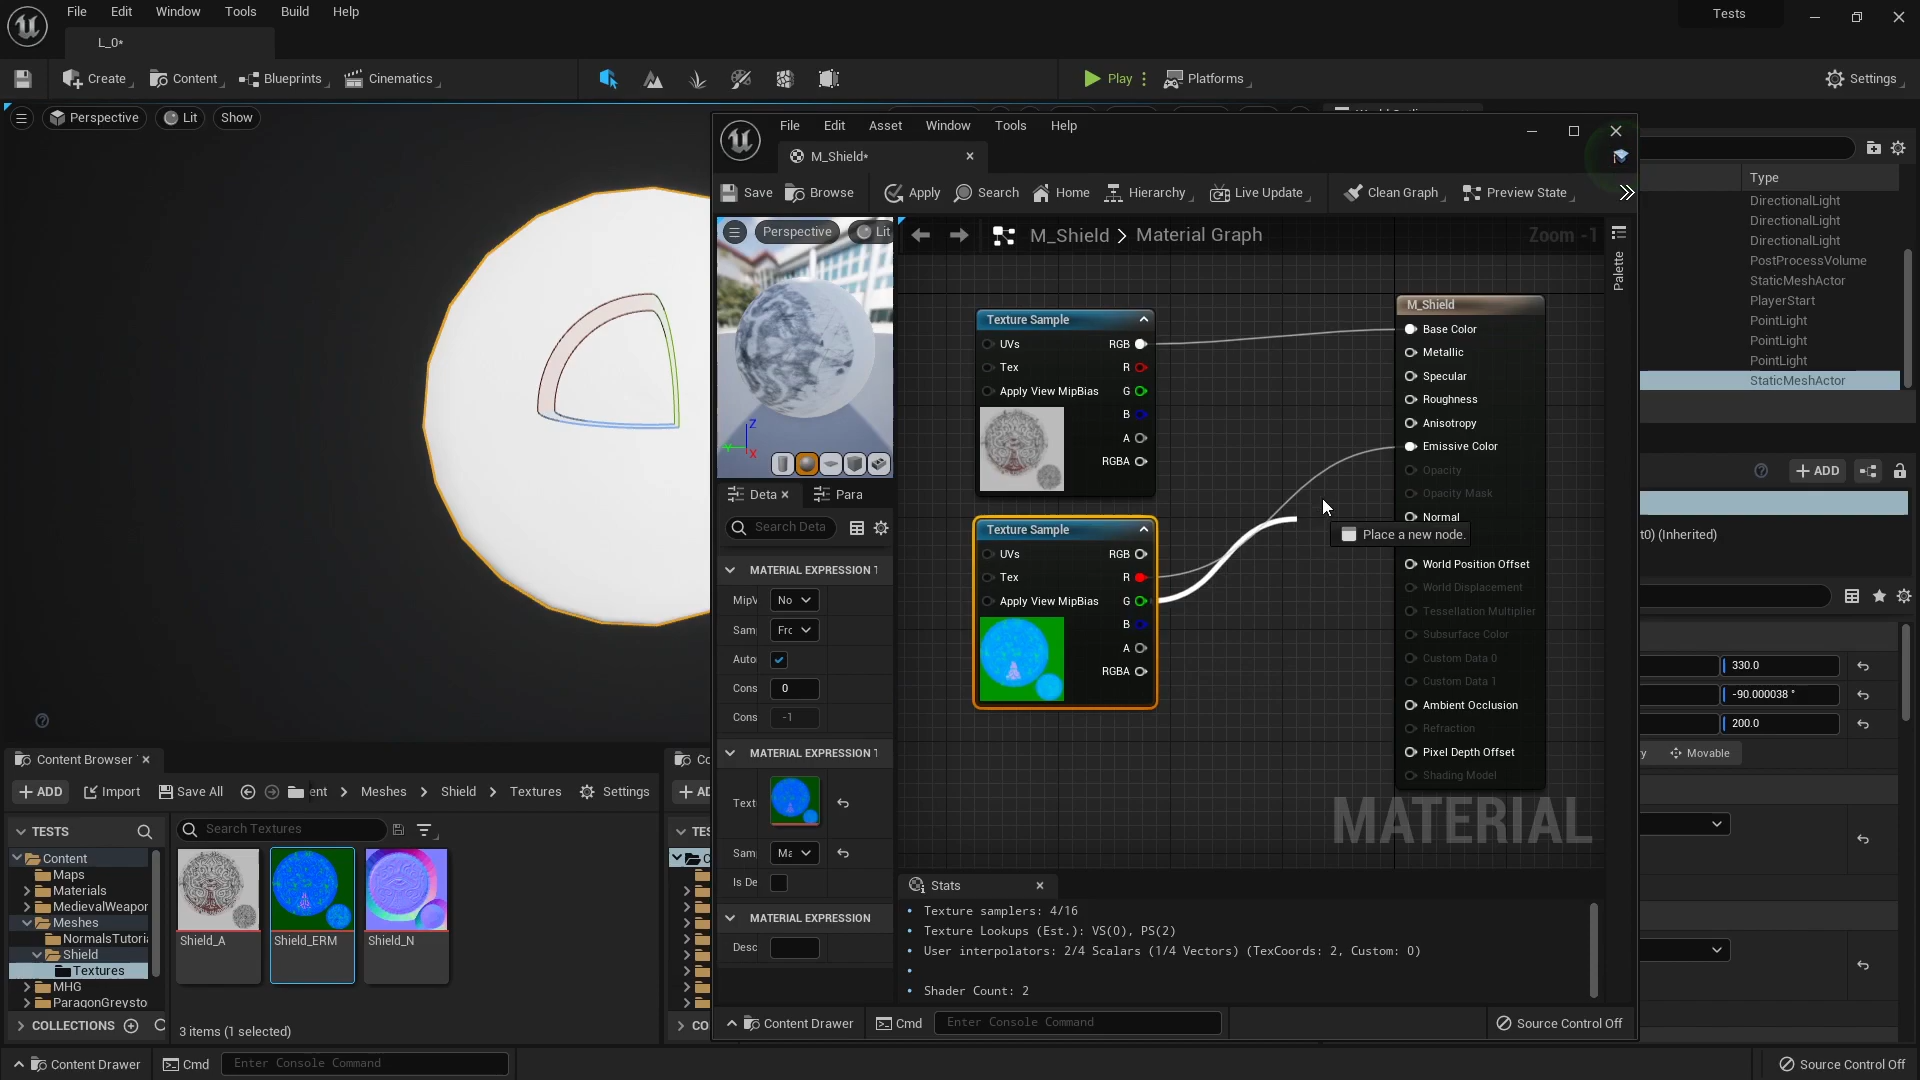 File Edit Window Tools Build Help
Tests
L_0*
Create Content Blueprints Cinematics Play Platforms Settings
Perspective Lit Show
File Edit Asset Window Tools Help
M_Shield*
Save Browse Apply Search Home Hierarchy Live Update Clean Graph Preview State
Perspective Lit
M_Shield > Material Graph
Zoom -1
Palette
Z
X
Texture Sample
UVs RGB
Tex R
Apply View MipBias G
B
A
RGBA
Texture Sample
UVs RGB
Tex R
Apply View MipBias G
B
A
RGBA
M_Shield
Base Color
Metallic
Specular
Roughness
Anisotropy
Emissive Color
Opacity
Opacity Mask
Normal
Place a new node.
World Position Offset
World Displacement
Tessellation Multiplier
Subsurface Color
Custom Data 0
Custom Data 1
Ambient Occlusion
Refraction
Pixel Depth Offset
Shading Model
MATERIAL
Deta Para
Search Deta
MATERIAL EXPRESSION T
MipV No
Sam Frc
Auto
Cons 0
Cons -1
MATERIAL EXPRESSION T
Text
Sam Ma
Is De
MATERIAL EXPRESSION
Desc
Stats
Texture samplers: 4/16
Texture Lookups (Est.): VS(0), PS(2)
User interpolators: 2/4 Scalars (1/4 Vectors) (TexCoords: 2, Custom: 0)
Shader Count: 2
Content Drawer Cmd Enter Console Command Source Control Off
Type
DirectionalLight
DirectionalLight
DirectionalLight
PostProcessVolume
StaticMeshActor
PlayerStart
PointLight
PointLight
PointLight
StaticMeshActor
ADD
t0) (Inherited)
330.0
-90.000038 °
200.0
y Movable
Content Browser
ADD Import Save All ent > Meshes > Shield > Textures Settings
TESTS
Search Textures
Content
Maps
Materials
MedievalWeapor
Meshes
NormalsTutoria
Shield
Textures
MHG
ParagonGreysto
COLLECTIONS
Shield_A Shield_ERM Shield_N
3 items (1 selected)
Co
AD
TES
C
CO
Content Drawer Cmd Enter Console Command Source Control Off